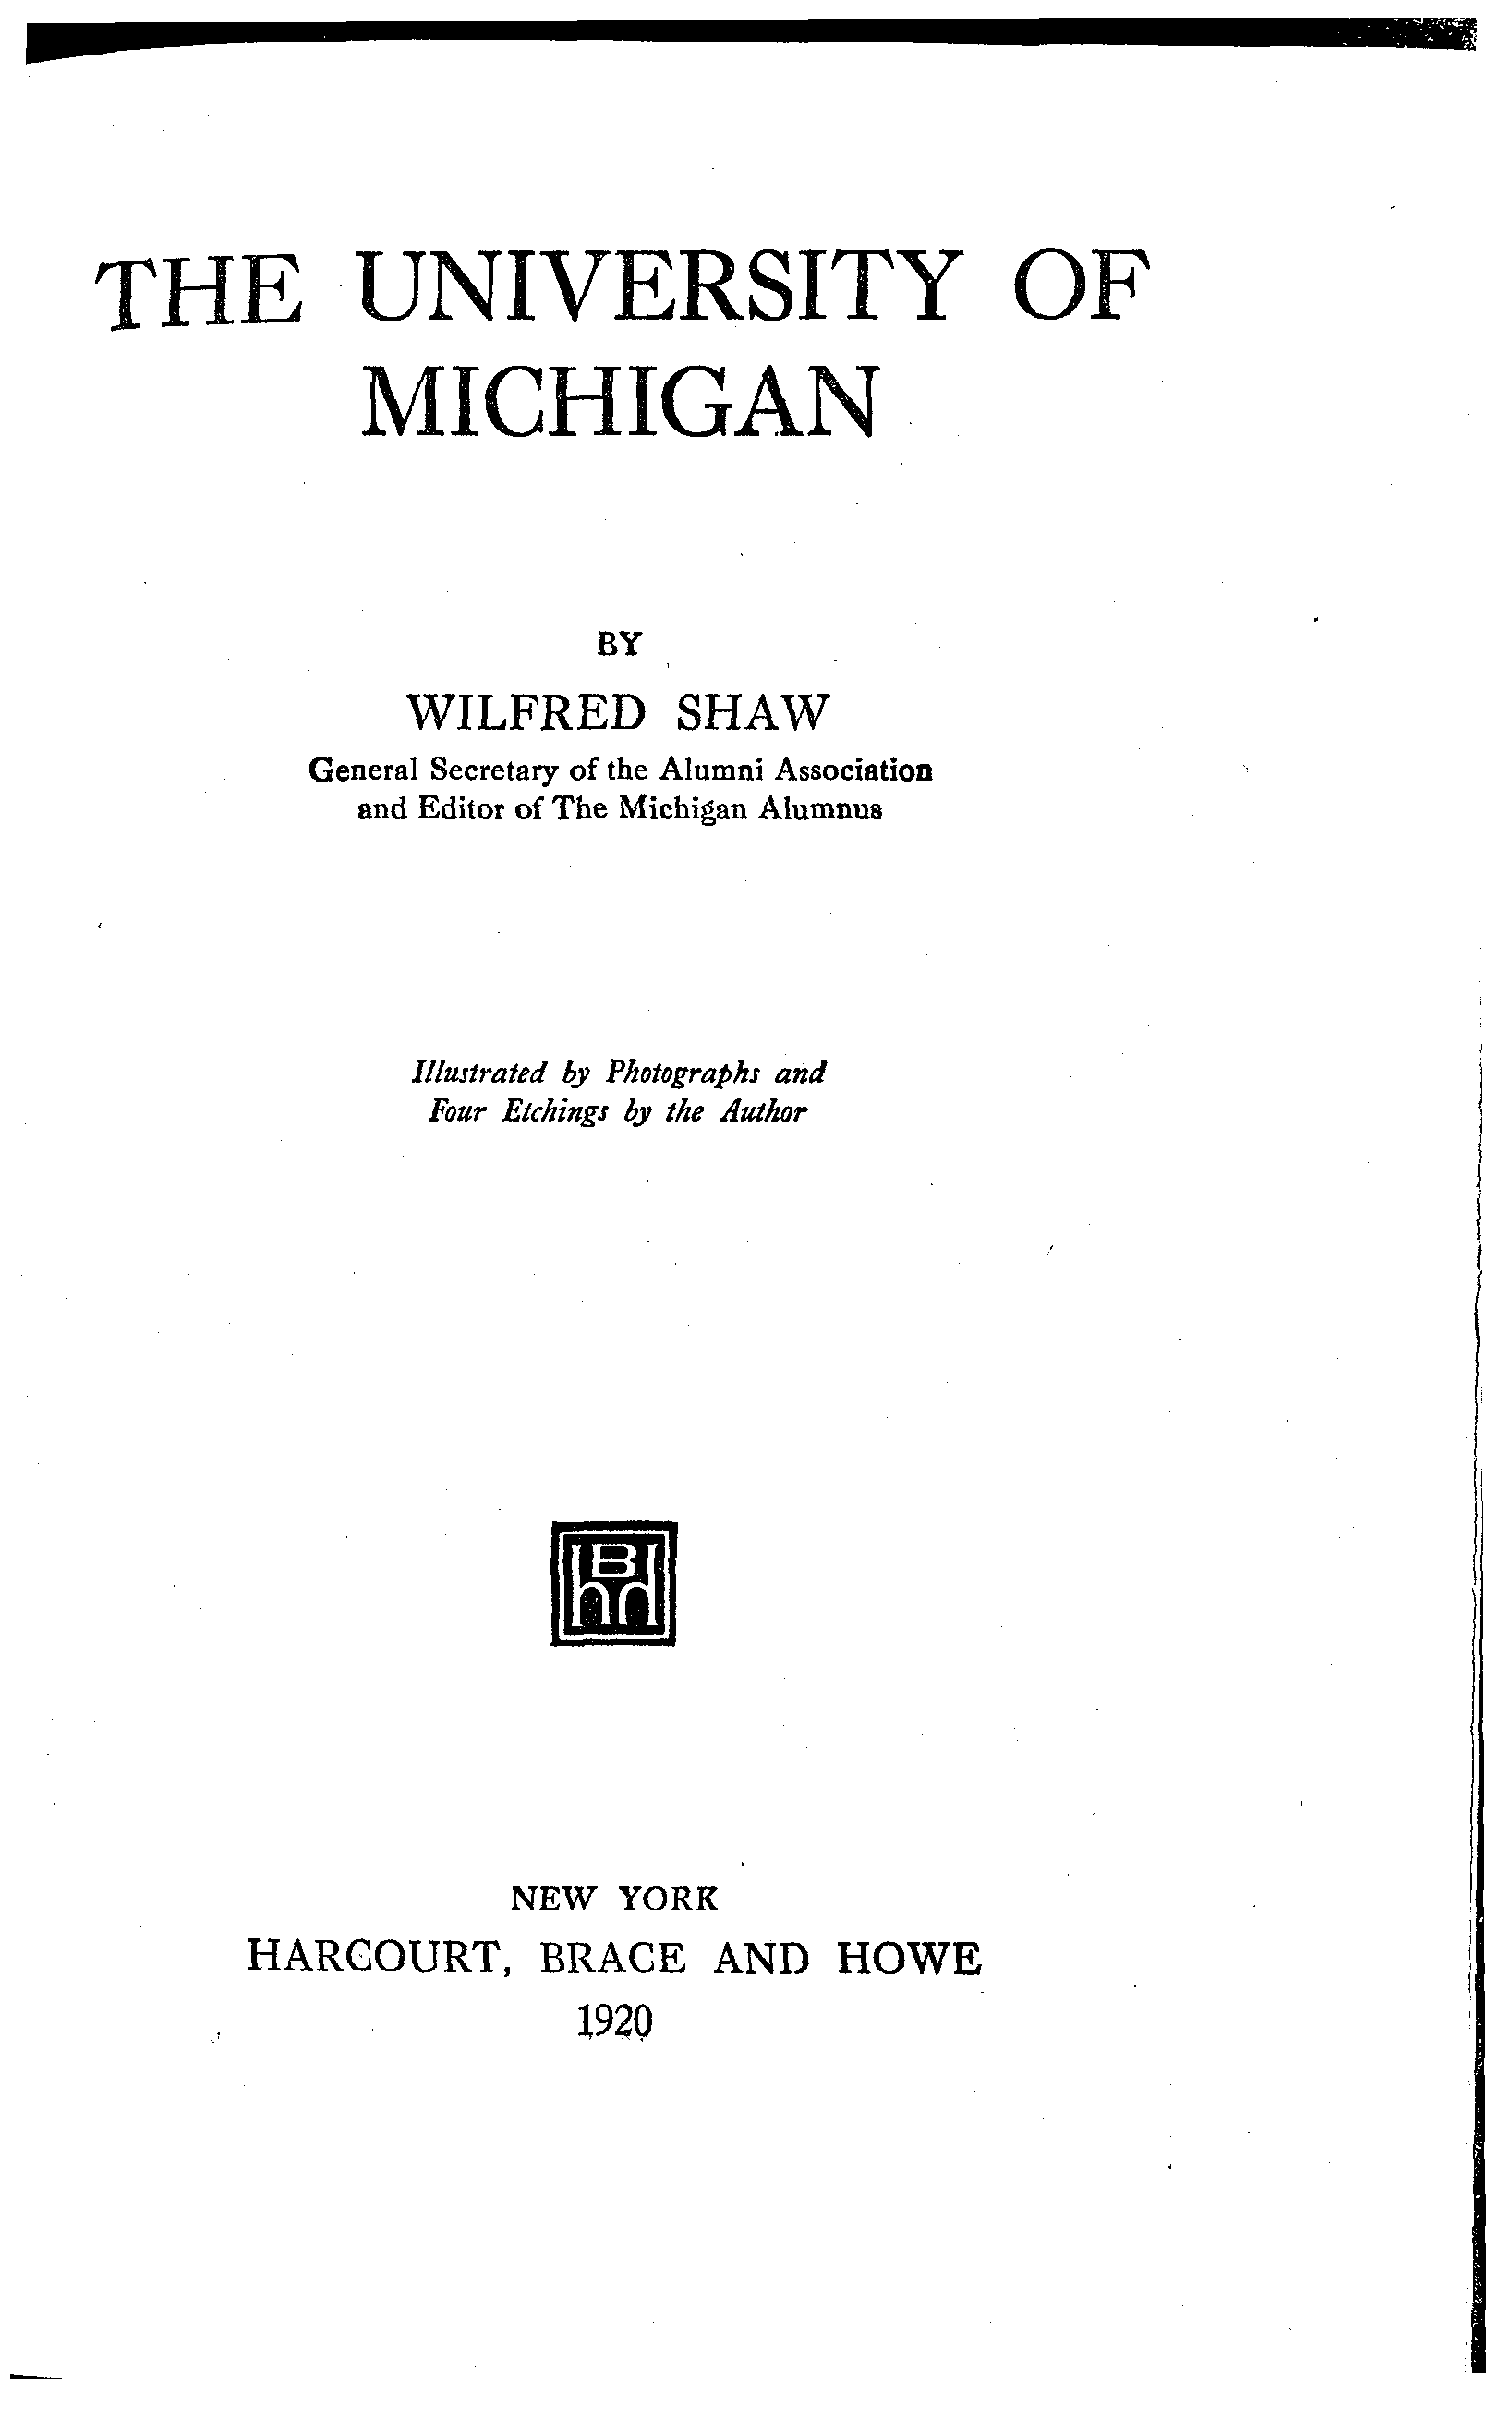 THE UNIVERSITY OF
MICHIGAN
BY
WILFRED SHAW
General Secretary of the Alumni Association
and Editor of The Michigan Alumnus
Illustrated by Photographs and
Four Etchings by the Author
HBH
NEW YORK
HARCOURT, BRACE AND HOWE
1920